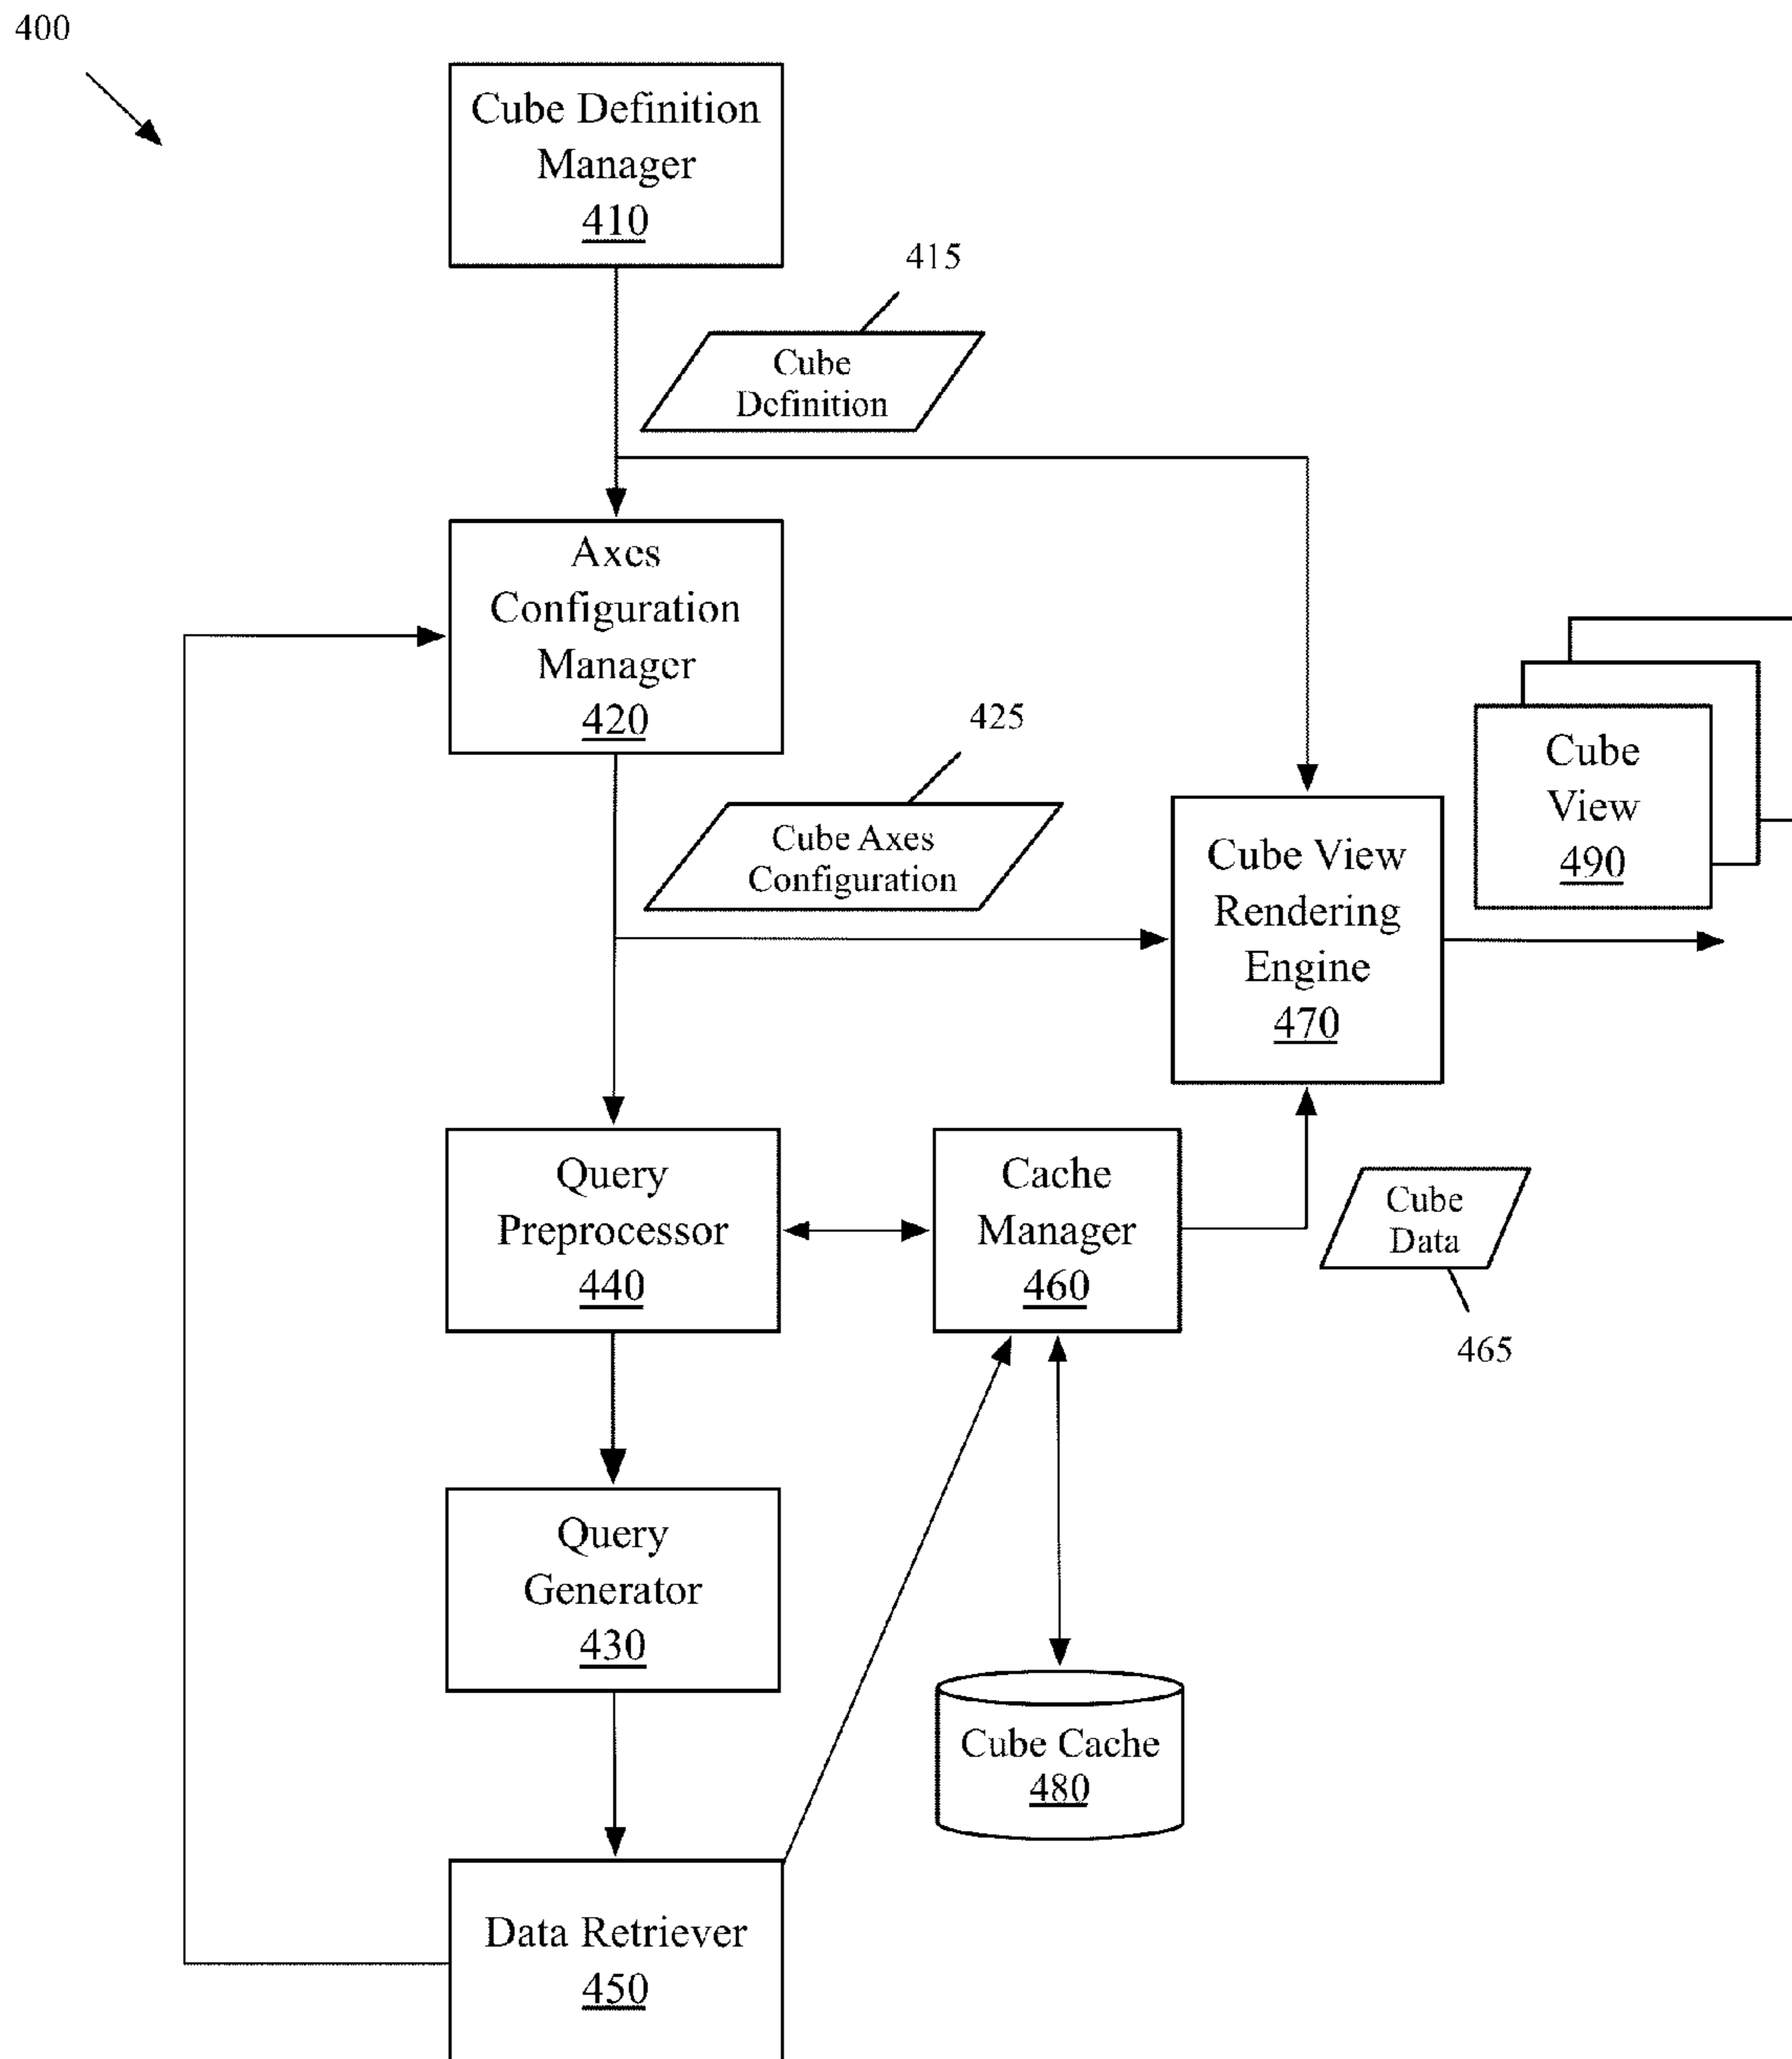 400
Cube Definition
Manager
410
415
Cube
Definition
Axes
Configuration
Manager
420
425
Cube Axes
Configuration
Cube
View
490
Cube View
Rendering
Engine
470
Query
Preprocessor
440
Cache
Manager
460
Cube
Data
465
Query
Generator
430
Cube Cache
480
Data Retriever
450